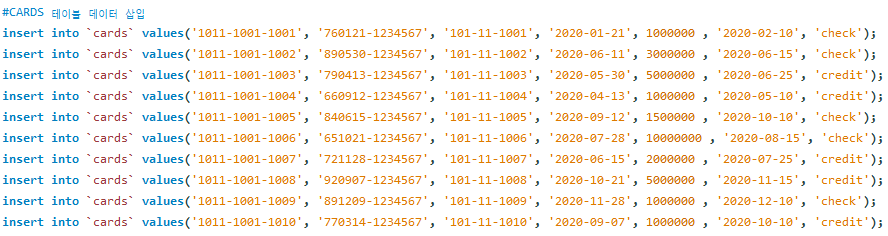 #CARDS 테이블 데이터 삽입
insert into `cards` values('1011-1001-1001', '760121-1234567', '101-11-1001', '2020-01-21', 1000000 , '2020-02-10', 'check');
insert into `cards` values('1011-1001-1002', '890530-1234567', '101-11-1002', '2020-06-11', 3000000 , '2020-06-15', 'check');
insert into `cards` values('1011-1001-1003', '790413-1234567', '101-11-1003', '2020-05-30', 5000000 , '2020-06-25', 'credit');
insert into `cards` values('1011-1001-1004', '660912-1234567', '101-11-1004', '2020-04-13', 1000000 , '2020-05-10', 'credit');
insert into `cards` values('1011-1001-1005', '840615-1234567', '101-11-1005', '2020-09-12', 1500000 , '2020-10-10', 'check');
insert into `cards` values('1011-1001-1006', '651021-1234567', '101-11-1006', '2020-07-28', 10000000 , '2020-08-15', 'check');
insert into `cards` values('1011-1001-1007', '721128-1234567', '101-11-1007', '2020-06-15', 2000000 , '2020-07-25', 'credit');
insert into `cards` values('1011-1001-1008', '920907-1234567', '101-11-1008', '2020-10-21', 5000000 , '2020-11-15', 'credit');
insert into `cards` values('1011-1001-1009', '891209-1234567', '101-11-1009', '2020-11-28', 1000000 , '2020-12-10', 'check');
insert into `cards` values('1011-1001-1010', '770314-1234567', '101-11-1010', '2020-09-07', 1000000 , '2020-10-10', 'credit');